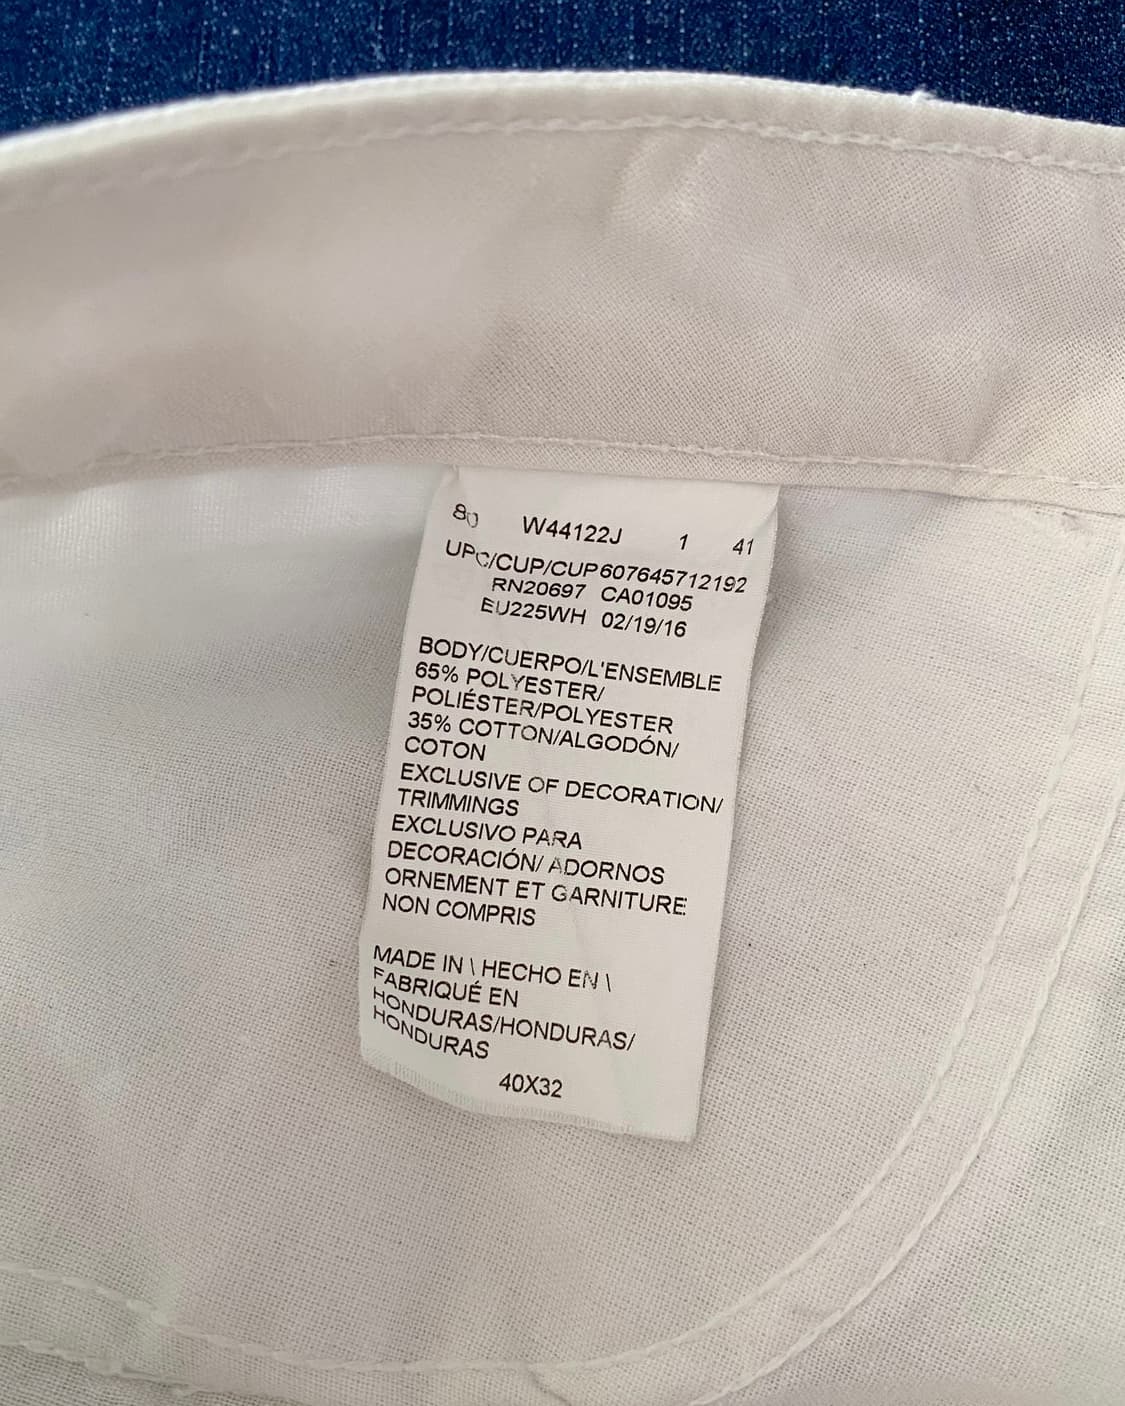 80 W44122J 1 41
UPC/CUP/CUP607645712192
RN20697 CA01095
EU225WH 02/19/16
BODY/CUERPO/L'ENSEMBLE
65% POLYESTER/
POLIÉSTER/POLYESTER
35% COTTON/ALGODÓN/
COTON
EXCLUSIVE OF DECORATION/
TRIMMINGS
EXCLUSIVO PARA
DECORACIÓN/ ADORNOS
ORNEMENT ET GARNITURE
NON COMPRIS
MADE IN \ HECHO EN \
FABRIQUÉ EN
HONDURAS/HONDURAS/
HONDURAS
40X32